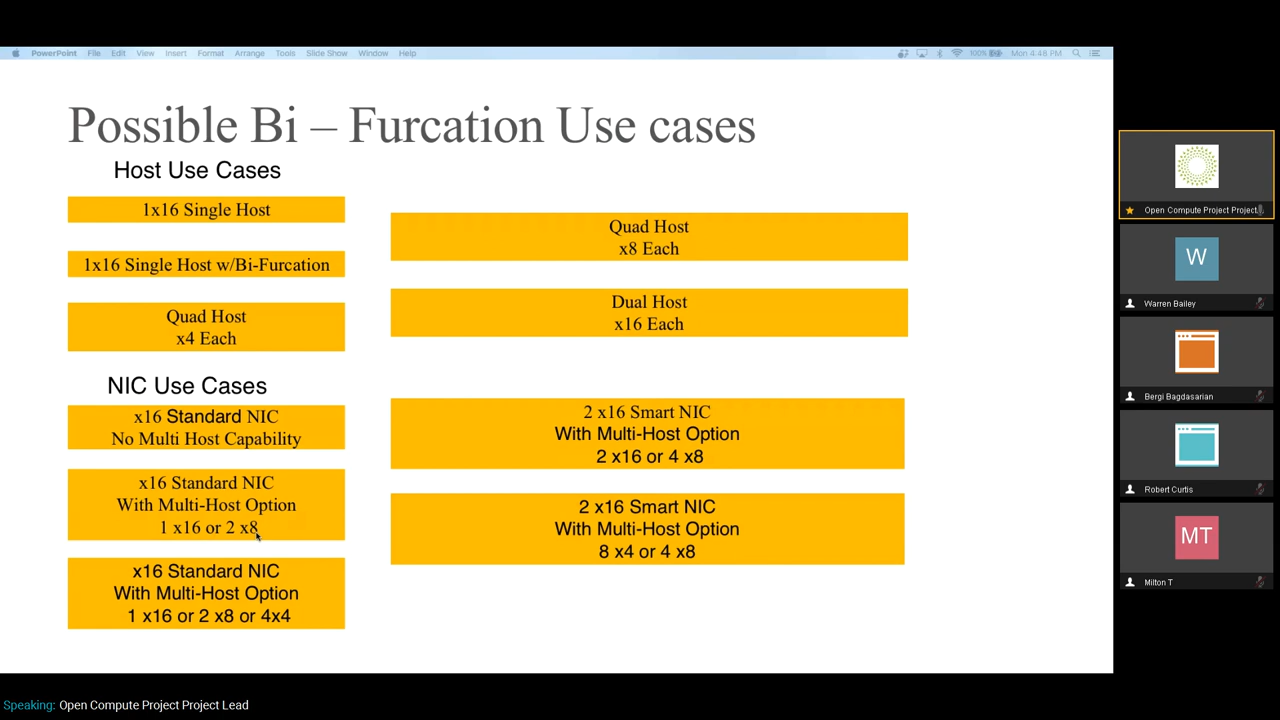 PowerPoint File Edit View Insert Format Arrange Tools Slide Show Window Help 100% Mon 4:48 PM
Possible Bi – Furcation Use cases
Host Use Cases
1x16 Single Host
1x16 Single Host w/Bi-Furcation
Quad Host
x4 Each
Quad Host
x8 Each
Dual Host
x16 Each
NIC Use Cases
x16 Standard NIC
No Multi Host Capability
x16 Standard NIC
With Multi-Host Option
1 x16 or 2 x8
x16 Standard NIC
With Multi-Host Option
1 x16 or 2 x8 or 4x4
2 x16 Smart NIC
With Multi-Host Option
2 x16 or 4 x8
2 x16 Smart NIC
With Multi-Host Option
8 x4 or 4 x8
Open Compute Project Project
W
Warren Bailey
Bergi Bagdasarian
Robert Curtis
MT
Milton T
Speaking: Open Compute Project Project Lead